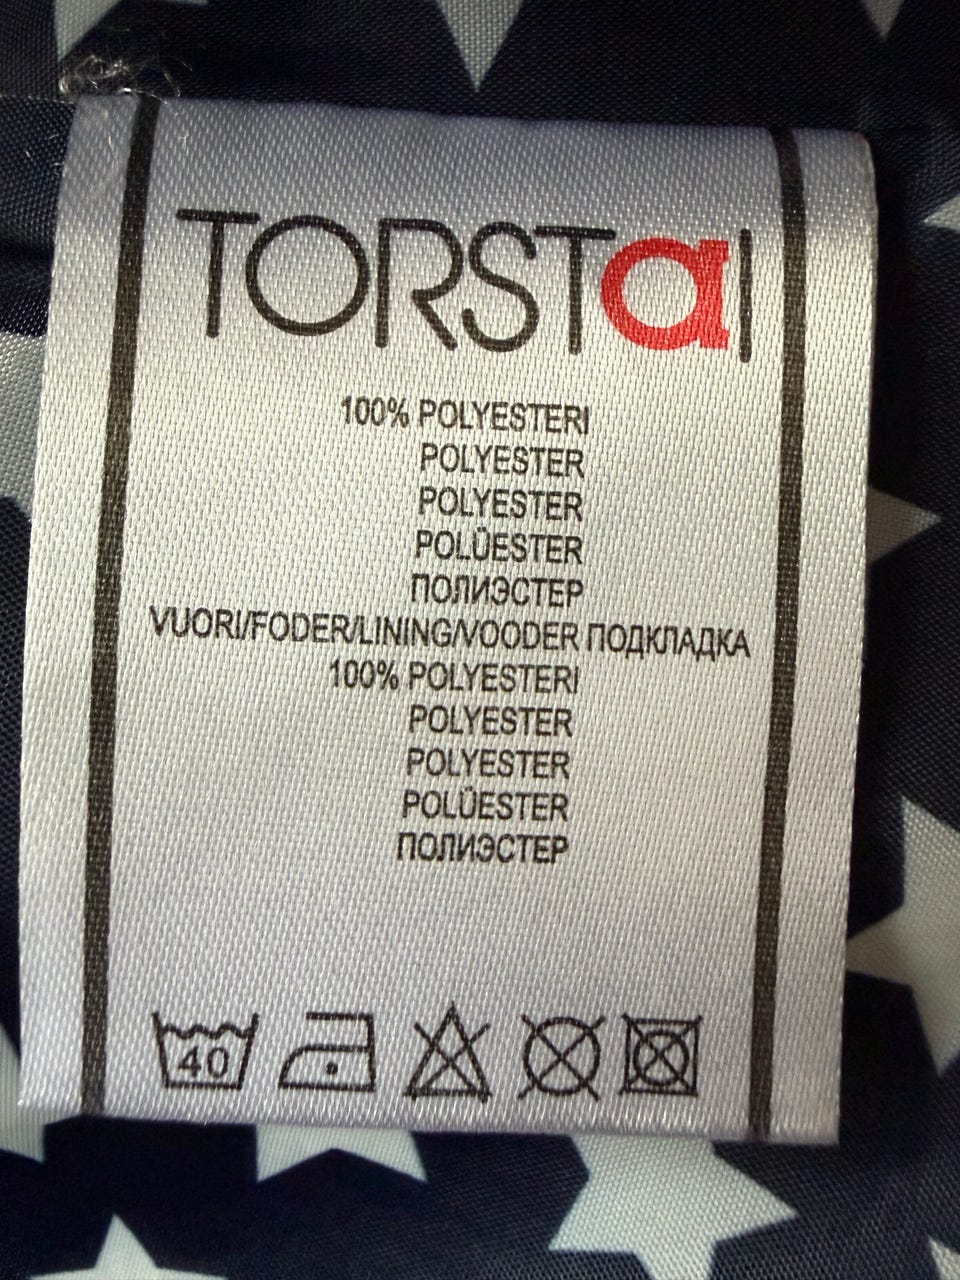 TORSTaI
100% POLYESTERI
POLYESTER
POLYESTER
POLÜESTER
ПОЛИЭСТЕР
VUORI/FODER/LINING/VOODER ПОДКЛАДКА
100% POLYESTERI
POLYESTER
POLYESTER
POLÜESTER
ПОЛИЭСТЕР
40